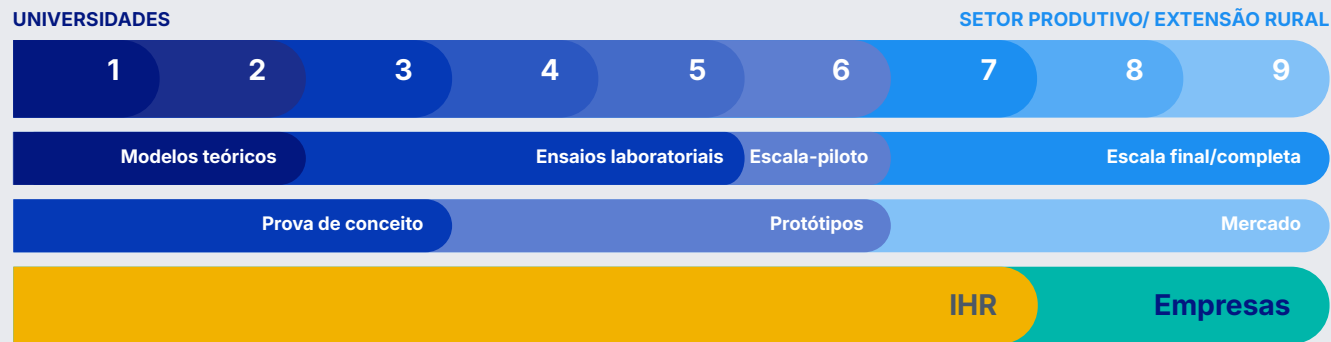 UNIVERSIDADES SETOR PRODUTIVO/ EXTENSÃO RURAL
1 2 3 4 5 6 7 8 9
Modelos teóricos Ensaios laboratoriais Escala-piloto Escala final/completa
Prova de conceito Protótipos Mercado
IHR Empresas